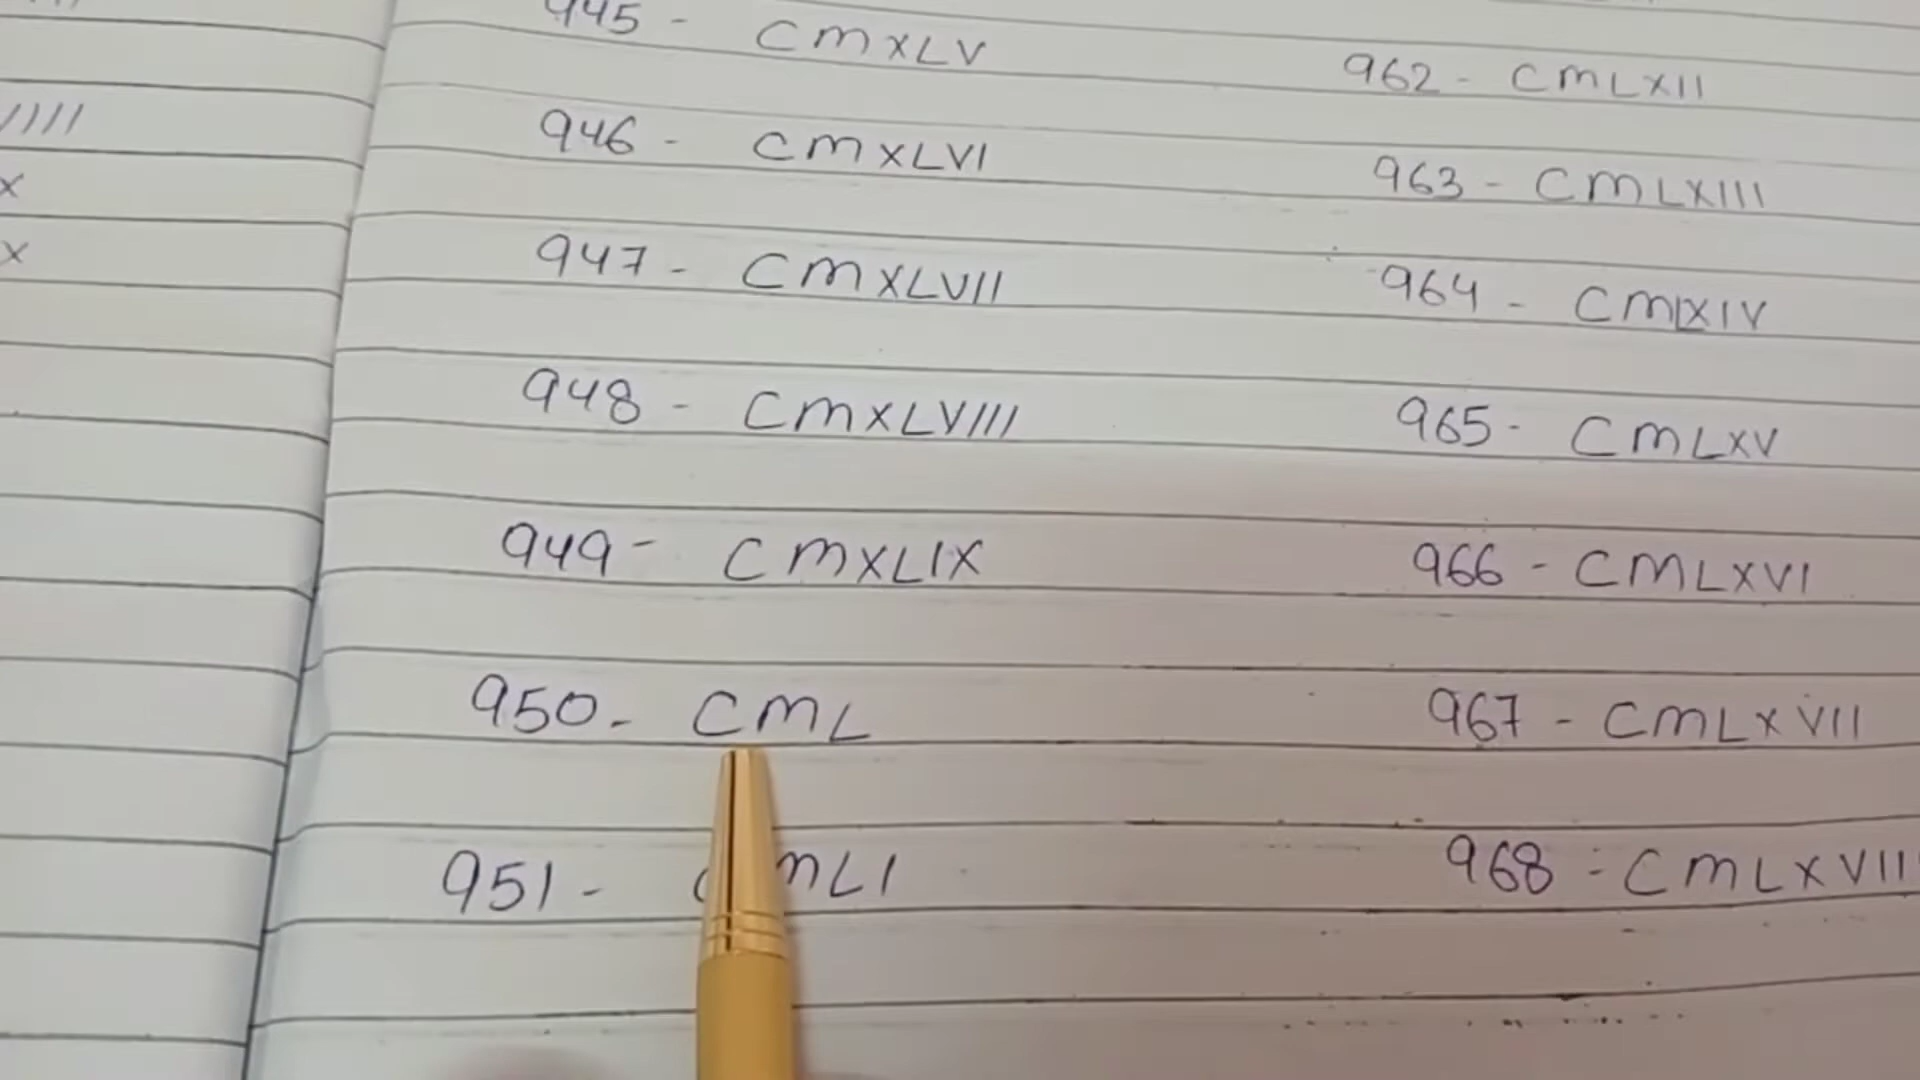 945 - CMXLV
946 - CMXLVI
947 - CMXLVII
948 - CMXLVIII
949 - CMXLIX
950 - CML
951 - CMLI
962 - CMLXII
963 - CMLXIII
964 - CMLXIV
965 - CMLXV
966 - CMLXVI
967 - CMLXVII
968 - CMLXVIII